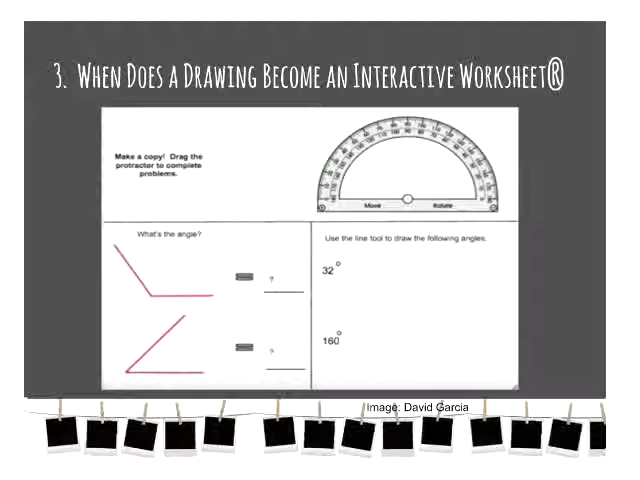 3. When Does a Drawing Become an Interactive Worksheet®
Make a copy! Drag the
protractor to complete
problems.
Move Rotate
What's the angle?
Use the line tool to draw the following angles.
= ?
32°
= ?
160°
Image: David Garcia